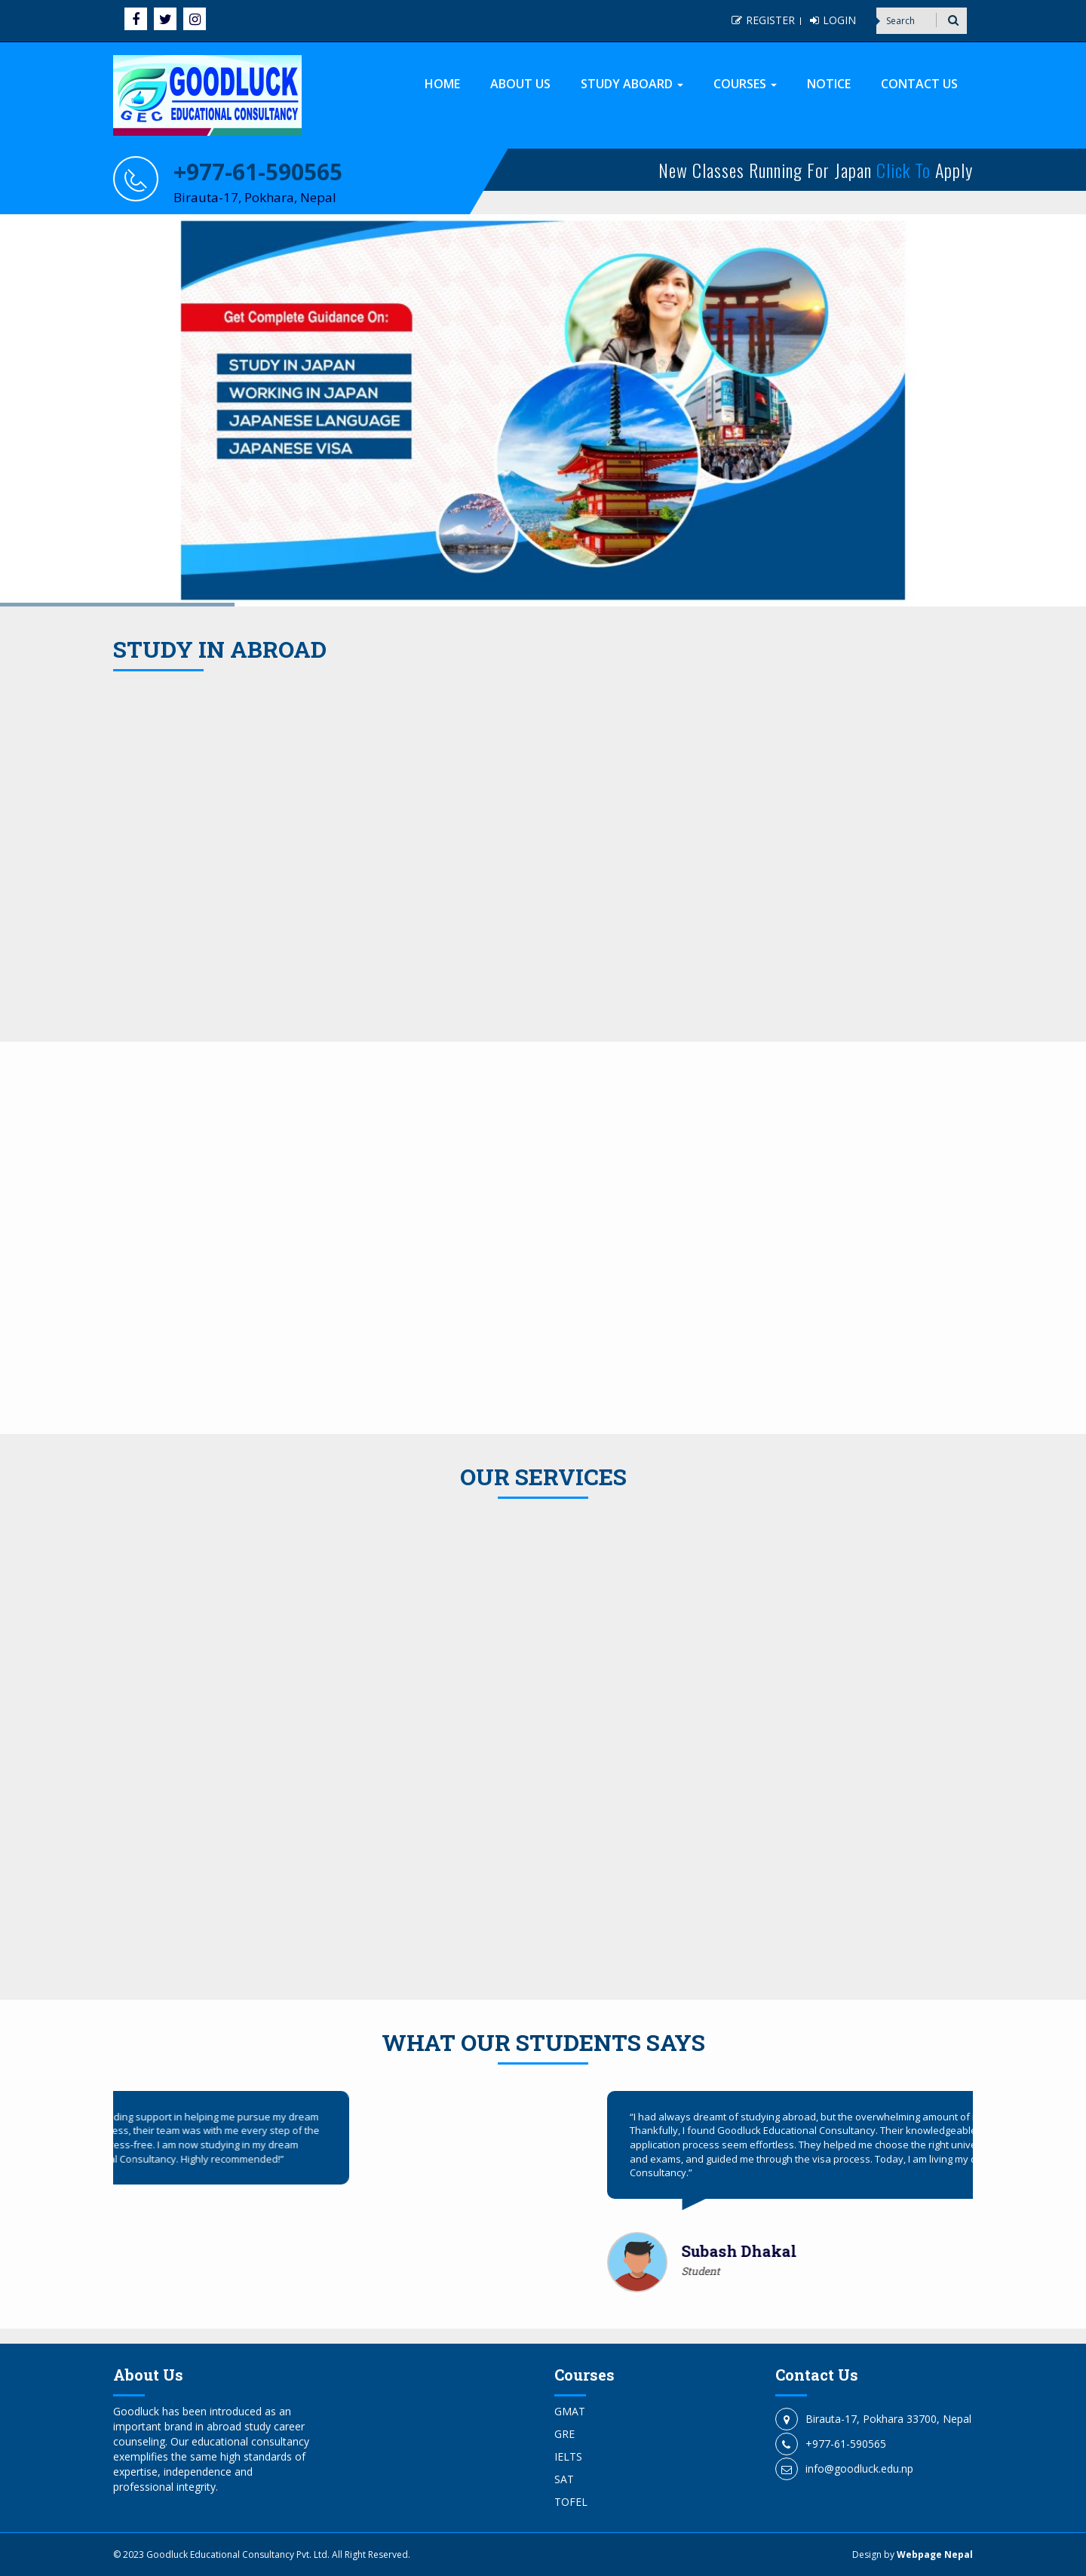 REGISTER | LOGIN
Search
GOODLUCK
GEC EDUCATIONAL CONSULTANCY
HOME ABOUT US STUDY ABOARD COURSES NOTICE CONTACT US
+977-61-590565
Birauta-17, Pokhara, Nepal
New Classes Running For Japan Click To Apply
Get Complete Guidance On:
STUDY IN JAPAN
WORKING IN JAPAN
JAPANESE LANGUAGE
JAPANESE VISA
STUDY IN ABROAD
OUR SERVICES
WHAT OUR STUDENTS SAYS
ding support in helping me pursue my dream
ess, their team was with me every step of the
ess-free. I am now studying in my dream
al Consultancy. Highly recommended!”
“I had always dreamt of studying abroad, but the overwhelming amount of
Thankfully, I found Goodluck Educational Consultancy. Their knowledgeable
application process seem effortless. They helped me choose the right unive
and exams, and guided me through the visa process. Today, I am living my
Consultancy.”
Subash Dhakal
Student
About Us
Goodluck has been introduced as an
important brand in abroad study career
counseling. Our educational consultancy
exemplifies the same high standards of
expertise, independence and
professional integrity.
Courses
GMAT
GRE
IELTS
SAT
TOFEL
Contact Us
Birauta-17, Pokhara 33700, Nepal
+977-61-590565
info@goodluck.edu.np
© 2023 Goodluck Educational Consultancy Pvt. Ltd. All Right Reserved.
Design by Webpage Nepal